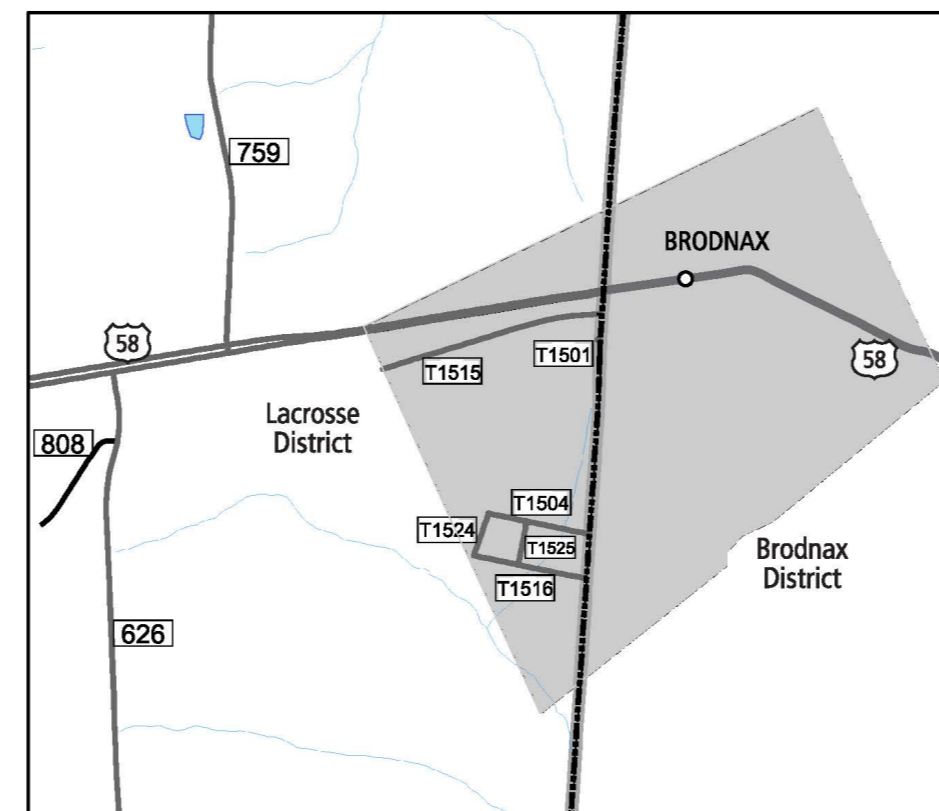 759
BRODNAX
58
T1501
58
T1515
Lacrosse
District
808
T1504
T1524
T1525
Brodnax
District
T1516
626